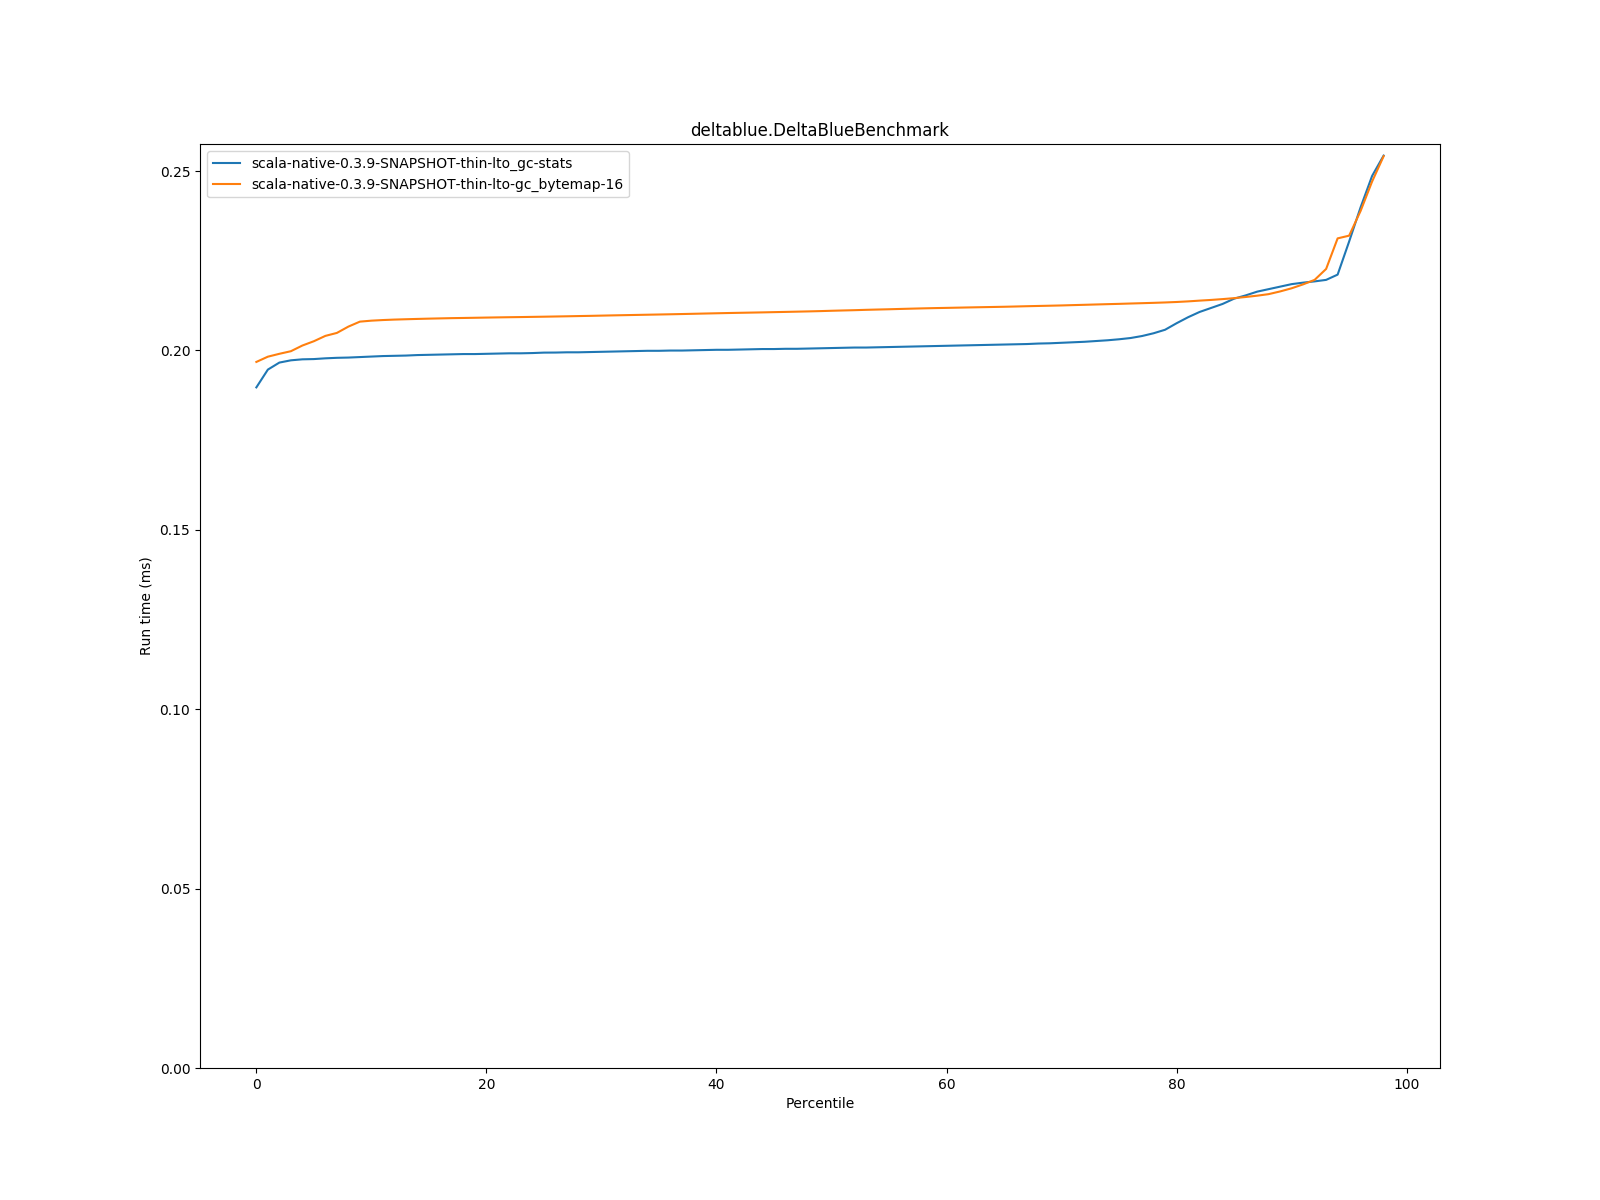 deltablue.DeltaBlueBenchmark
scala-native-0.3.9-SNAPSHOT-thin-lto_gc-stats
scala-native-0.3.9-SNAPSHOT-thin-lto-gc_bytemap-16
0.25
0.20
0.15
0.10
0.05
0.00
Run time (ms)
0 20 40 60 80 100
Percentile